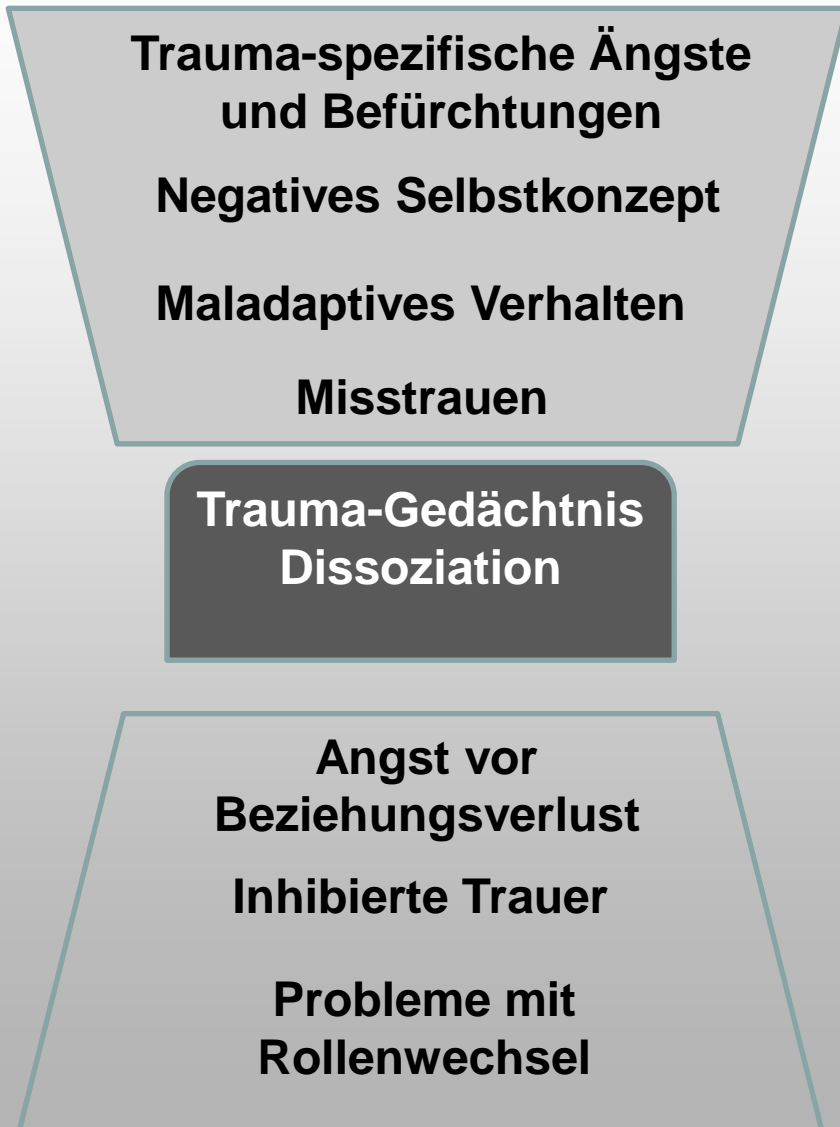 Trauma-spezifische Ängste
und Befürchtungen
Negatives Selbstkonzept
Maladaptives Verhalten
Misstrauen
Trauma-Gedächtnis
Dissoziation
Angst vor
Beziehungsverlust
Inhibierte Trauer
Probleme mit
Rollenwechsel